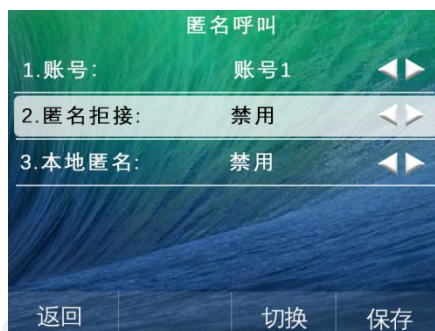 匿名呼叫
1.账号: 账号1
2.匿名拒接: 禁用
3.本地匿名: 禁用
返回 切换 保存